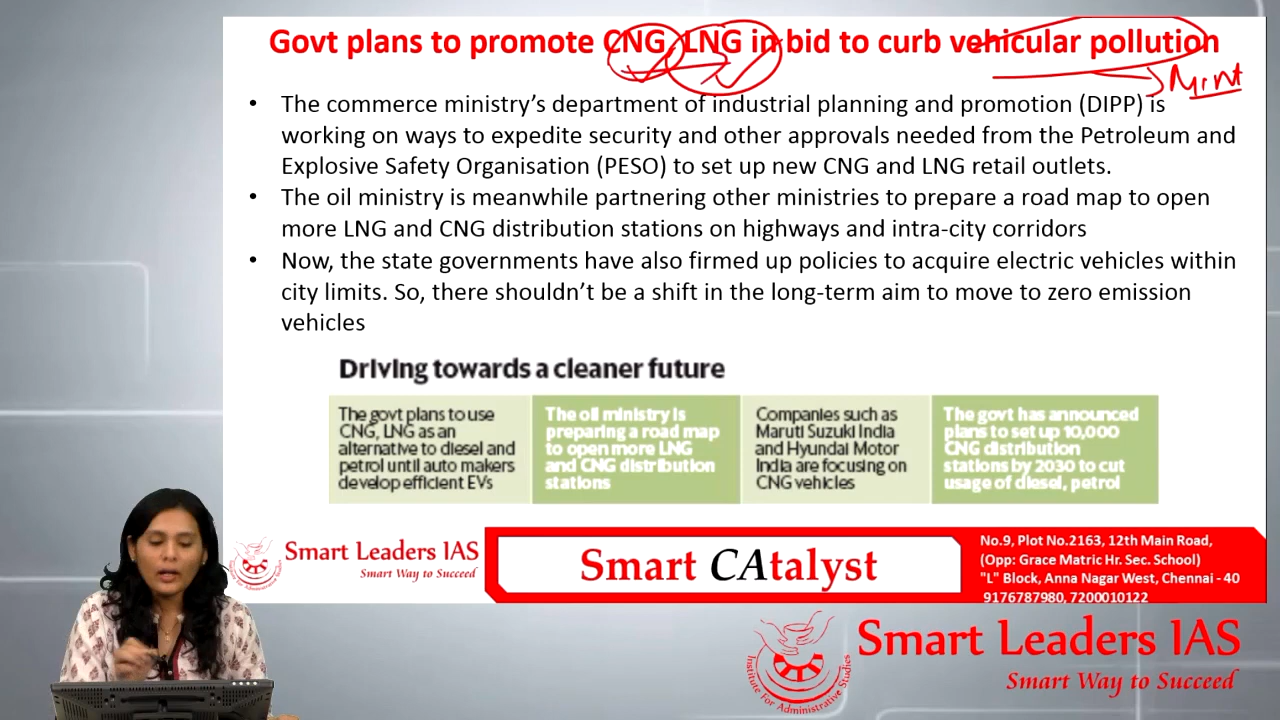 Govt plans to promote CNG, LNG in bid to curb vehicular pollution
Mint
• The commerce ministry's department of industrial planning and promotion (DIPP) is
working on ways to expedite security and other approvals needed from the Petroleum and
Explosive Safety Organisation (PESO) to set up new CNG and LNG retail outlets.
• The oil ministry is meanwhile partnering other ministries to prepare a road map to open
more LNG and CNG distribution stations on highways and intra-city corridors
• Now, the state governments have also firmed up policies to acquire electric vehicles within
city limits. So, there shouldn't be a shift in the long-term aim to move to zero emission
vehicles
Driving towards a cleaner future
The govt plans to use
CNG, LNG as an
alternative to diesel and
petrol until auto makers
develop efficient EVs
The oil ministry is
preparing a road map
to open more LNG
and CNG distribution
stations
Companies such as
Maruti Suzuki India
and Hyundai Motor
India are focusing on
CNG vehicles
The govt has announced
plans to set up 10,000
CNG distribution
stations by 2030 to cut
usage of diesel, petrol
Smart Leaders IAS
Smart Way to Succeed
Smart CAtalyst
No.9, Plot No.2163, 12th Main Road,
(Opp: Grace Matric Hr. Sec. School)
"L" Block, Anna Nagar West, Chennai - 40
9176787980, 7200010122
Institute For Administrative Studies
Smart Leaders IAS
Smart Way to Succeed